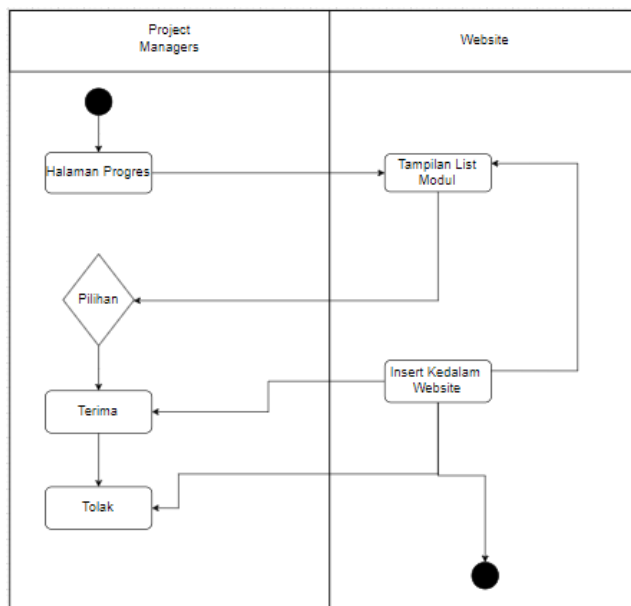 Project
Managers
Website
Halaman Progres
Tampilan List
Modul
Pilihan
Insert Kedalam
Website
Terima
Tolak